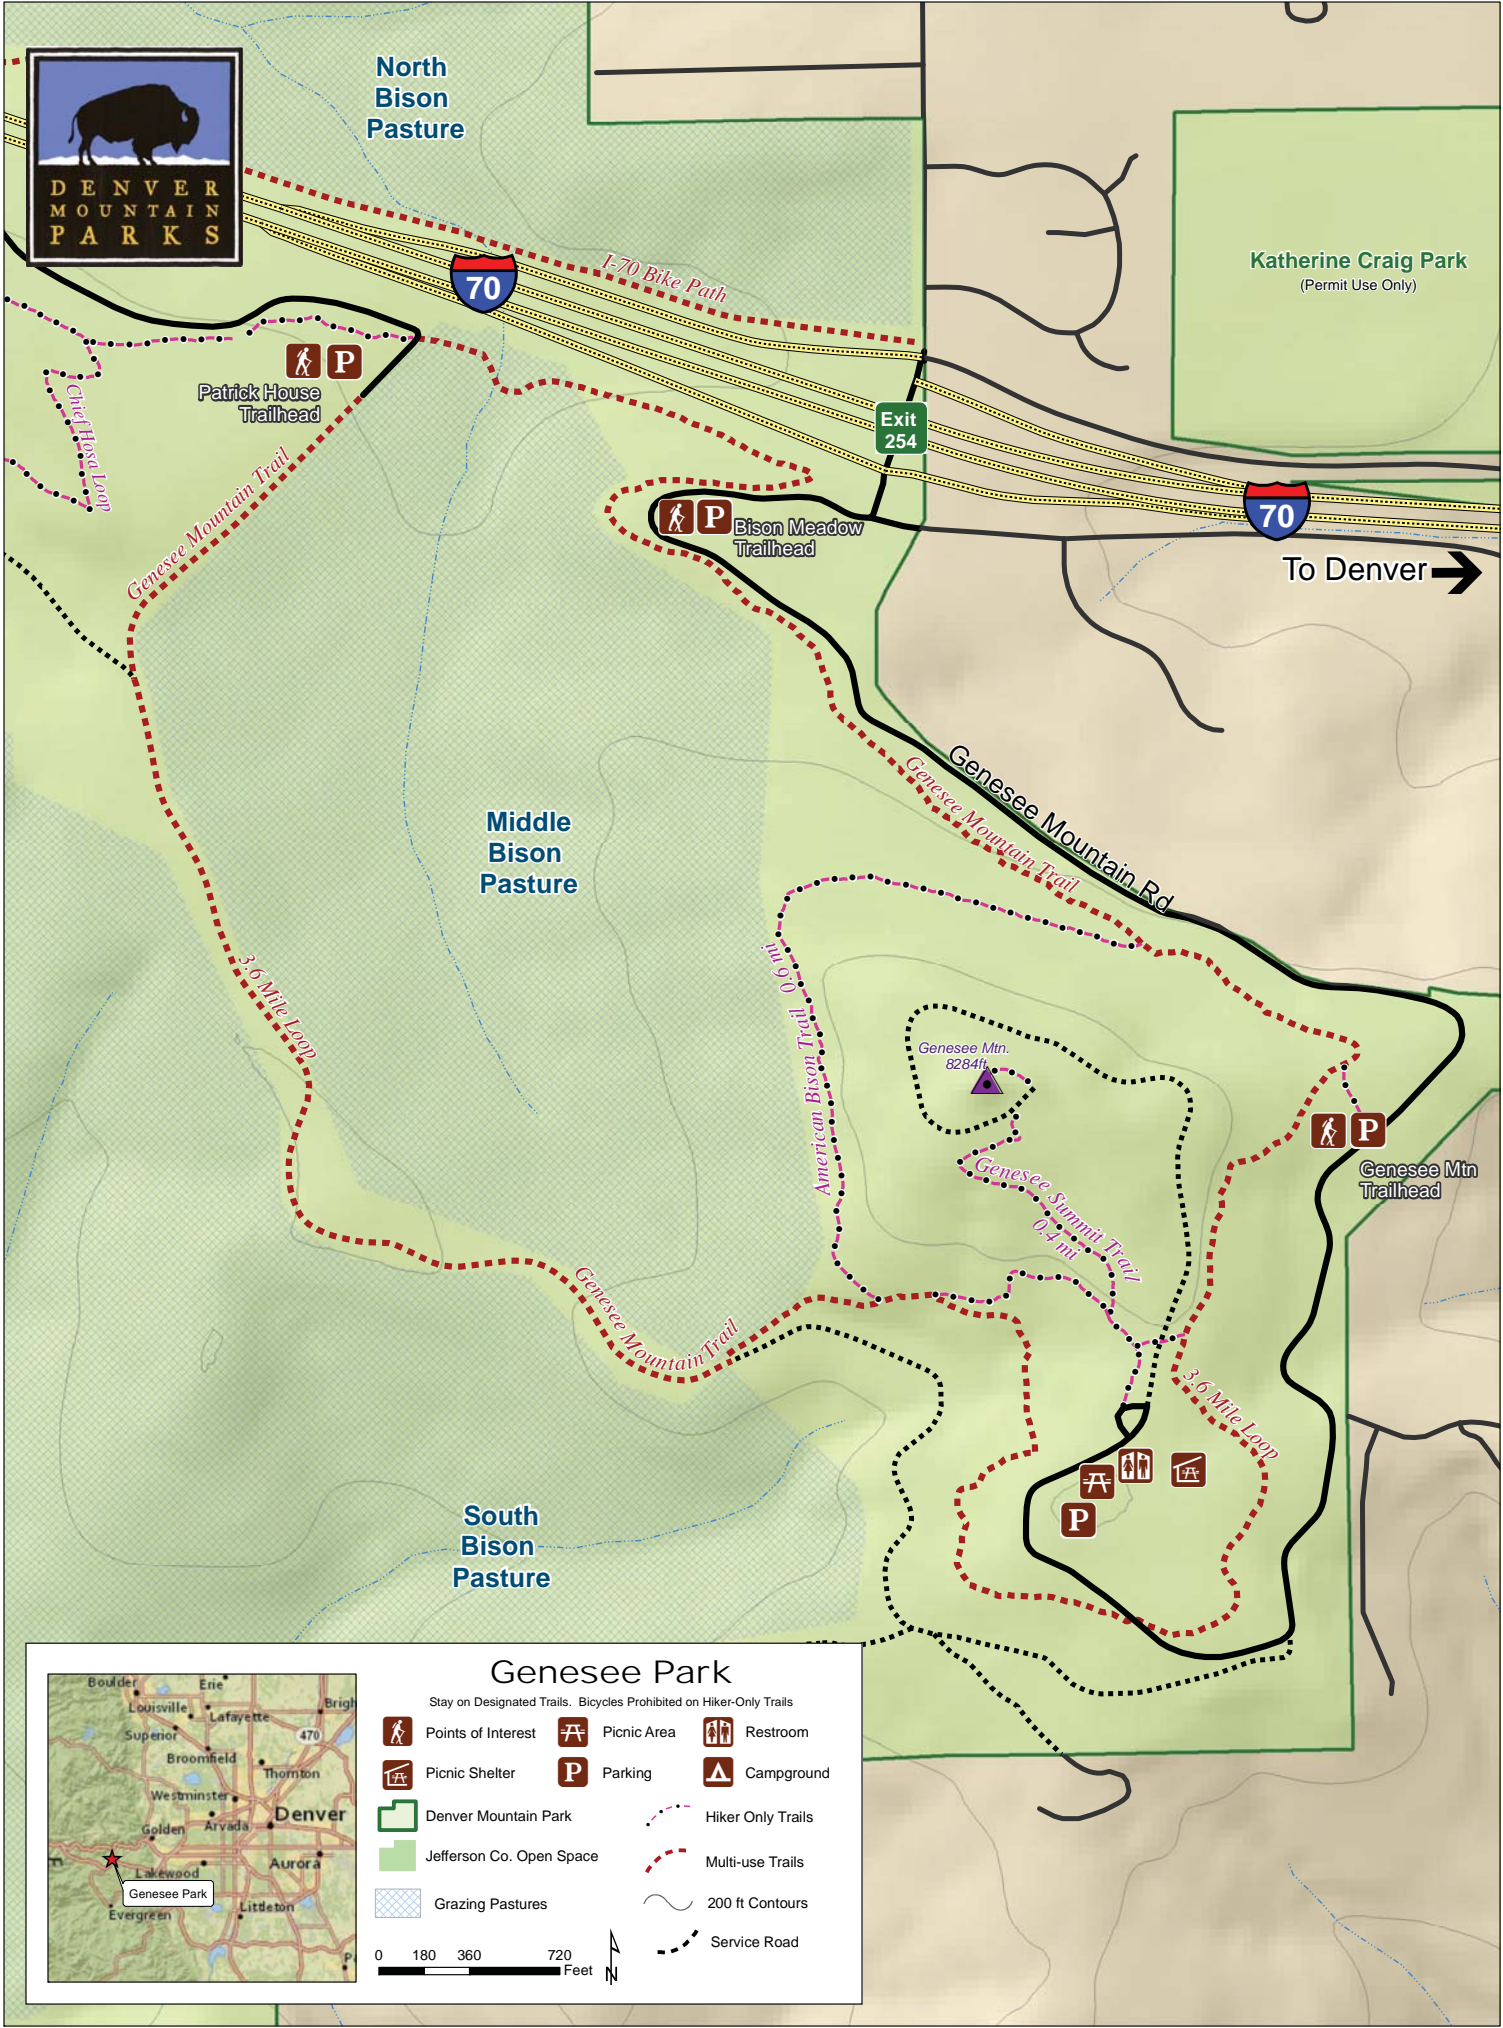 DENVER
MOUNTAIN
PARKS
North
Bison
Pasture
70
I-70 Bike Path
Katherine Craig Park
(Permit Use Only)
P
Patrick House
Trailhead
Chief Hosa Loop
Genesee Mountain Trail
Exit
254
P
Bison Meadow
Trailhead
70
To Denver
Genesee Mountain Rd
Genesee Mountain Trail
Middle
Bison
Pasture
3.6 Mile Loop
0.6 mi
American Bison Trail
Genesee Mtn.
8284ft
P
Genesee Mtn
Trailhead
Genesee Summit Trail
0.4 mi
Genesee Mountain Trail
3.6 Mile Loop
P
South
Bison
Pasture
Genesee Park
Stay on Designated Trails. Bicycles Prohibited on Hiker-Only Trails
Points of Interest
Picnic Area
Restroom
Picnic Shelter
P
Parking
Campground
Denver Mountain Park
Hiker Only Trails
Jefferson Co. Open Space
Multi-use Trails
Grazing Pastures
200 ft Contours
Service Road
0 180 360 720
Feet
N
Boulder
Erie
Louisville
Brigh
Lafayette
Superior
470
Broomfield
Thornton
Westminster
Denver
Golden
Arvada
Aurora
Lakewood
Genesee Park
Evergreen
Littleton